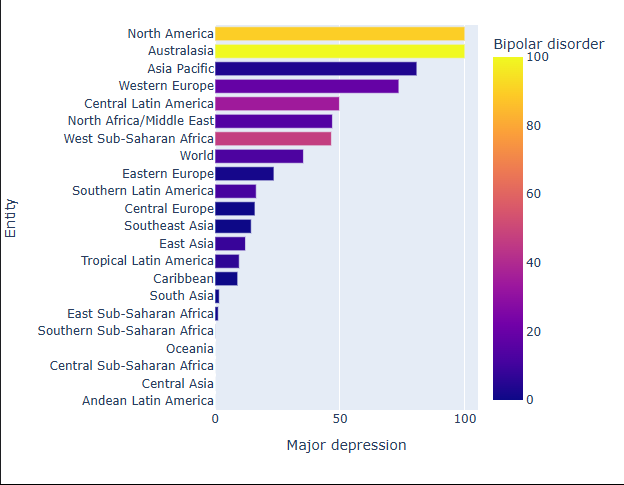 Bipolar disorder
North America
Australasia
Asia Pacific
Western Europe
Central Latin America
North Africa/Middle East
West Sub-Saharan Africa
World
Eastern Europe
Southern Latin America
Central Europe
Southeast Asia
East Asia
Tropical Latin America
Caribbean
South Asia
East Sub-Saharan Africa
Southern Sub-Saharan Africa
Oceania
Central Sub-Saharan Africa
Central Asia
Andean Latin America
Entity
0 50 100
Major depression
100
80
60
40
20
0